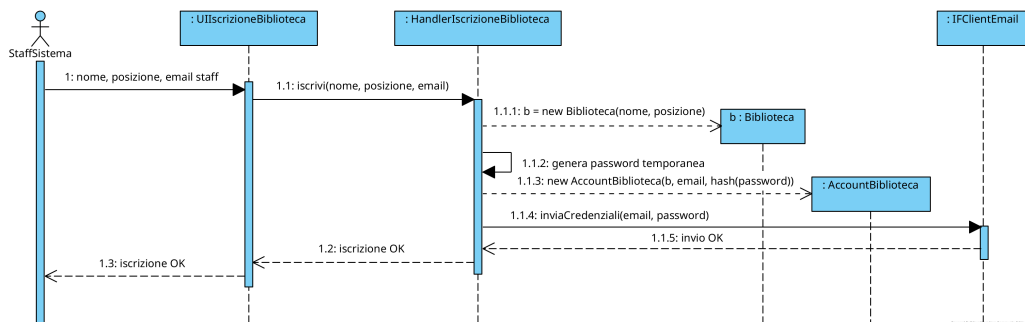 : UIIscrizioneBiblioteca
: HandlerIscrizioneBiblioteca
: IFClientEmail
StaffSistema
1: nome, posizione, email staff
1.1: iscrivi(nome, posizione, email)
1.1.1: b = new Biblioteca(nome, posizione)
b : Biblioteca
1.1.2: genera password temporanea
1.1.3: new AccountBiblioteca(b, email, hash(password))
: AccountBiblioteca
1.1.4: inviaCredenziali(email, password)
1.1.5: invio OK
1.2: iscrizione OK
1.3: iscrizione OK